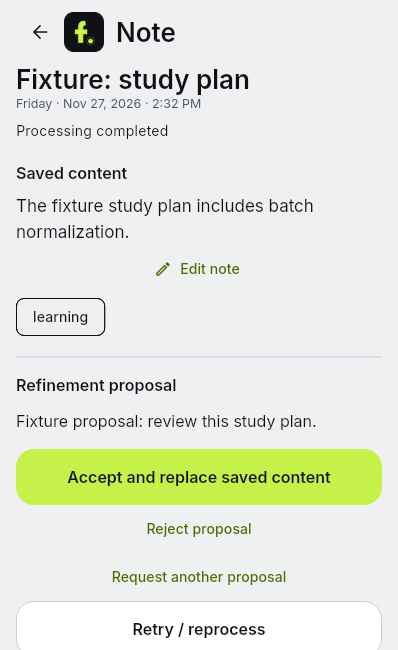 f.
Note
Fixture: study plan
Friday · Nov 27, 2026 · 2:32 PM
Processing completed
Saved content
The fixture study plan includes batch
normalization.
Edit note
learning
Refinement proposal
Fixture proposal: review this study plan.
Accept and replace saved content
Reject proposal
Request another proposal
Retry / reprocess